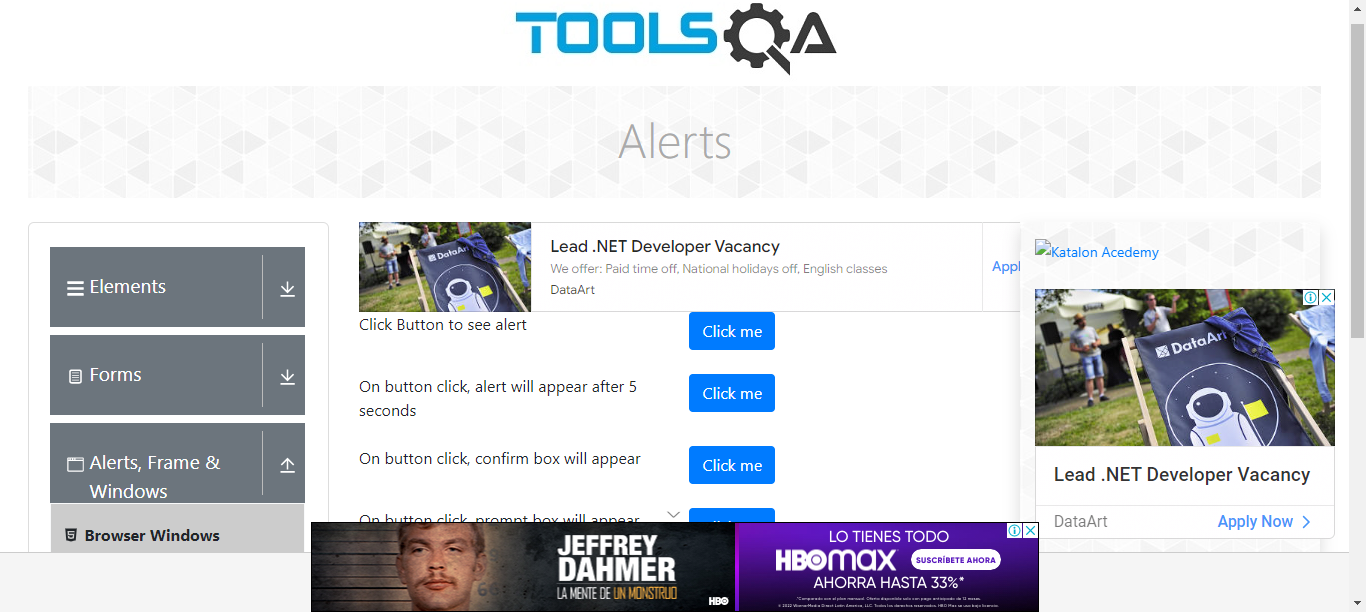 TOOLSQA
Alerts
Elements
Forms
Alerts, Frame &
Windows
Browser Windows
DataArt
Lead .NET Developer Vacancy
We offer: Paid time off, National holidays off, English classes
DataArt
Appl
Click Button to see alert
Click me
On button click, alert will appear after 5
seconds
Click me
On button click, confirm box will appear
Click me
On button click, prompt box will appear
Katalon Acedemy
DataArt
Lead .NET Developer Vacancy
DataArt
Apply Now
JEFFREY
DAHMER
LA MENTE DE UN MONSTRUO
HBO
LO TIENES TODO
HBOMAX
SUSCRÍBETE AHORA
AHORRA HASTA 33%*